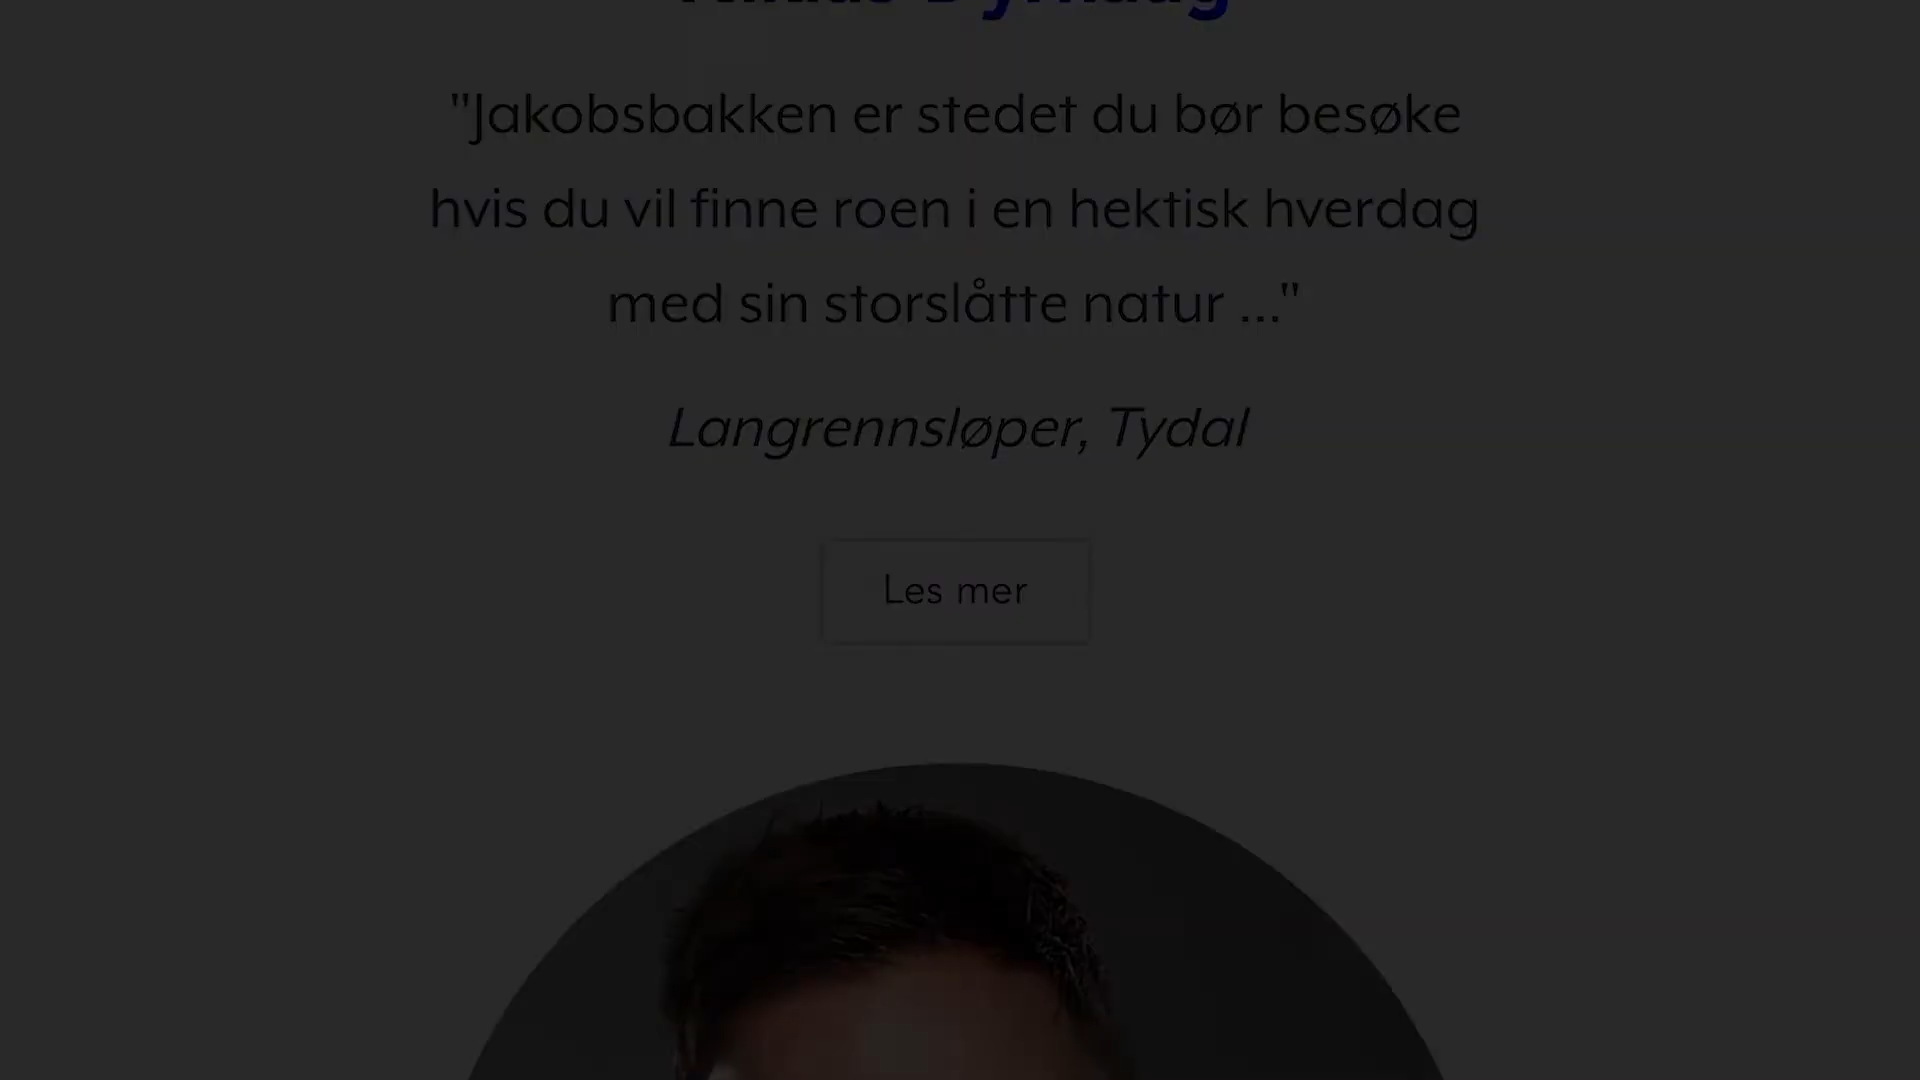 "Jakobsbakken er stedet du bør besøke
hvis du vil finne roen i en hektisk hverdag
med sin storslåtte natur ..."
Langrennsløper, Tydal
Les mer